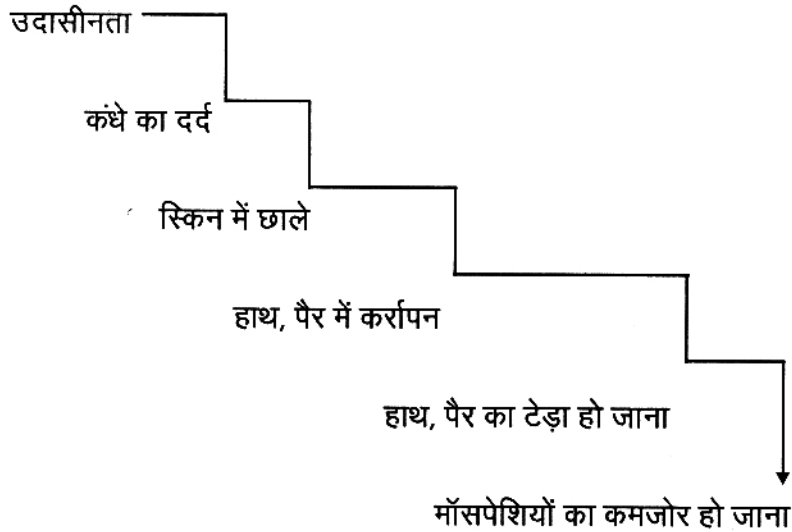 उदासीनता
कंधे का दर्द
स्किन में छाले
हाथ, पैर में कर्रापन
हाथ, पैर का टेड़ा हो जाना
मॉसपेशियों का कमजोर हो जाना